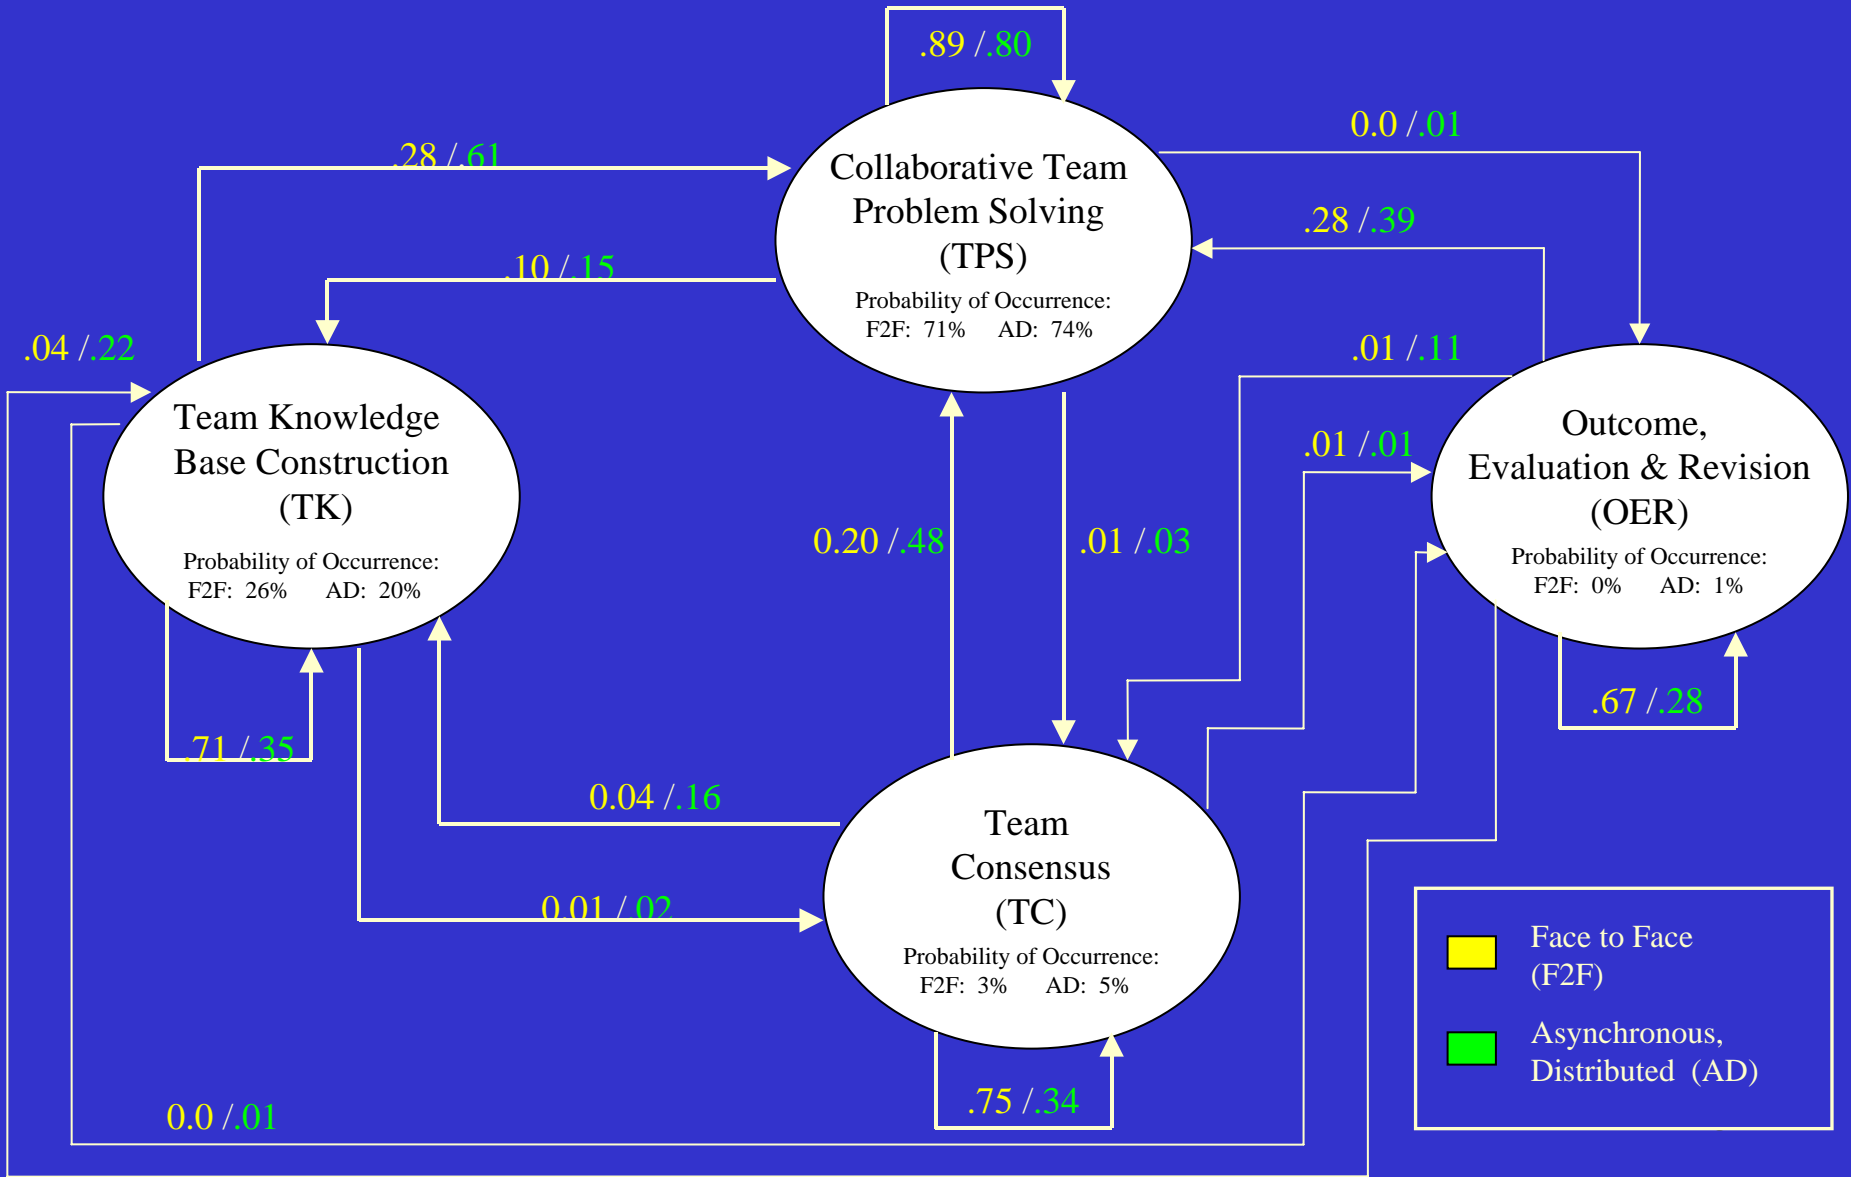 .89 /.80
0.0 /.01
.28 /.61
Collaborative Team
Problem Solving
(TPS)
Probability of Occurrence:
F2F: 71% AD: 74%
.28 /.39
.10 /.15
.04 /.22
.01 /.11
Team Knowledge
Base Construction
(TK)
Probability of Occurrence:
F2F: 26% AD: 20%
Outcome,
Evaluation & Revision
(OER)
Probability of Occurrence:
F2F: 0% AD: 1%
.01 /.01
0.20 /.48
.01 /.03
.67 /.28
.71 /.35
0.04 /.16
Team
Consensus
(TC)
Probability of Occurrence:
F2F: 3% AD: 5%
0.01 /.02
Face to Face
(F2F)
Asynchronous,
Distributed (AD)
.75 /.34
0.0 /.01